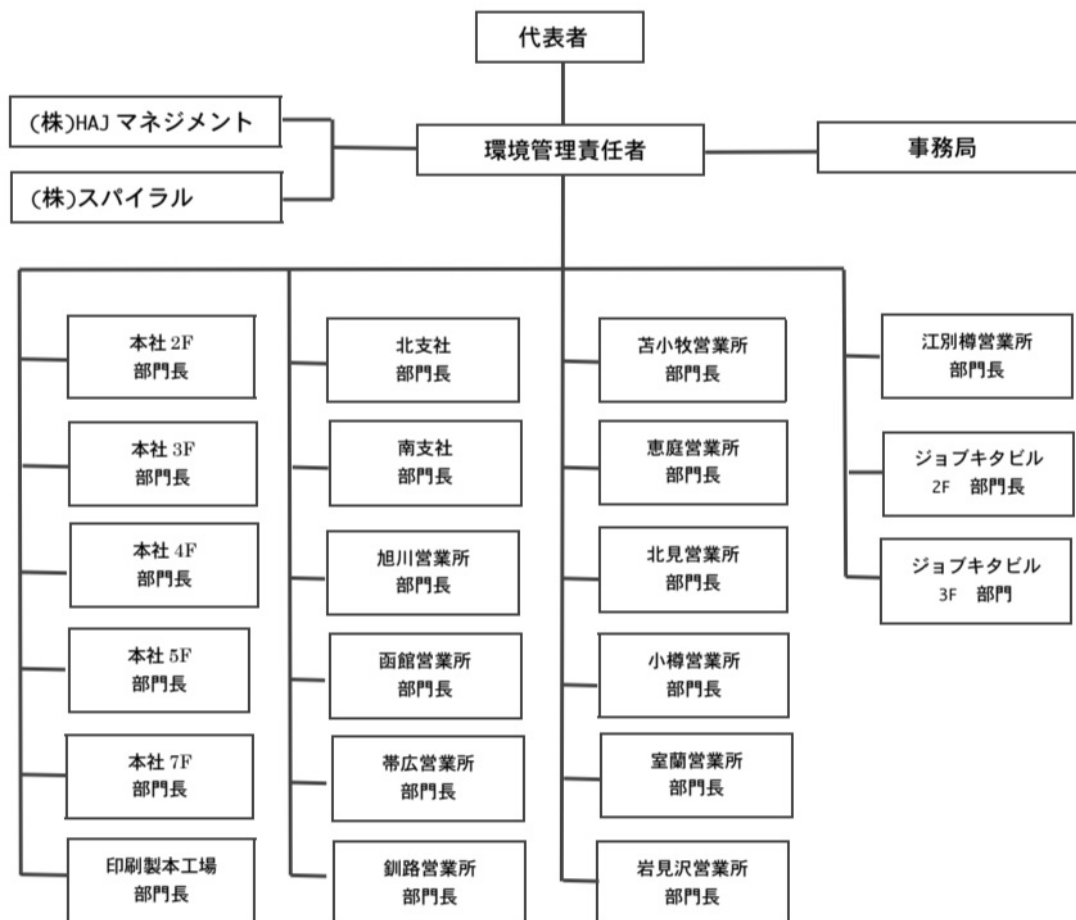 代表者
(株)HAJ マネジメント
環境管理責任者
事務局
(株)スパイラル
本社 2F
部門長
本社 3F
部門長
本社 4F
部門長
本社 5F
部門長
本社 7F
部門長
印刷製本工場
部門長
北支社
部門長
南支社
部門長
旭川営業所
部門長
函館営業所
部門長
帯広営業所
部門長
釧路営業所
部門長
苫小牧営業所
部門長
恵庭営業所
部門長
北見営業所
部門長
小樽営業所
部門長
室蘭営業所
部門長
岩見沢営業所
部門長
江別樽営業所
部門長
ジョブキタビル
2F 部門長
ジョブキタビル
3F 部門